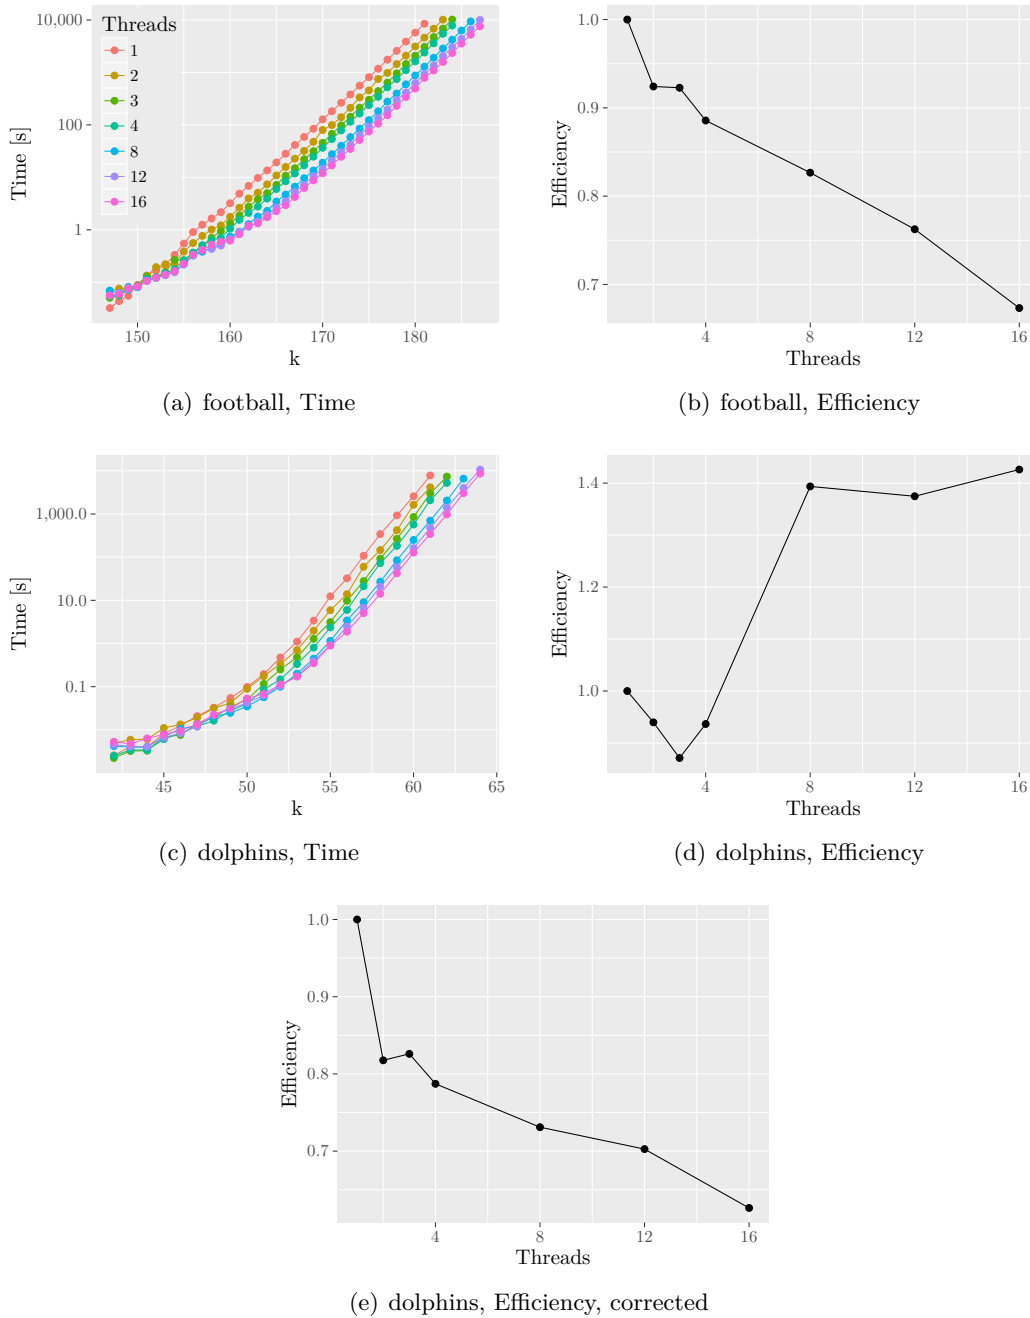 Threads
1
2
3
4
8
12
16
10,000
100
1
Time [s]
150 160 170 180
k
(a) football, Time
1.0
0.9
0.8
0.7
Efficiency
4 8 12 16
Threads
(b) football, Efficiency
1,000.0
10.0
0.1
Time [s]
45 50 55 60 65
k
(c) dolphins, Time
1.4
1.2
1.0
Efficiency
4 8 12 16
Threads
(d) dolphins, Efficiency
1.0
0.9
0.8
0.7
Efficiency
4 8 12 16
Threads
(e) dolphins, Efficiency, corrected